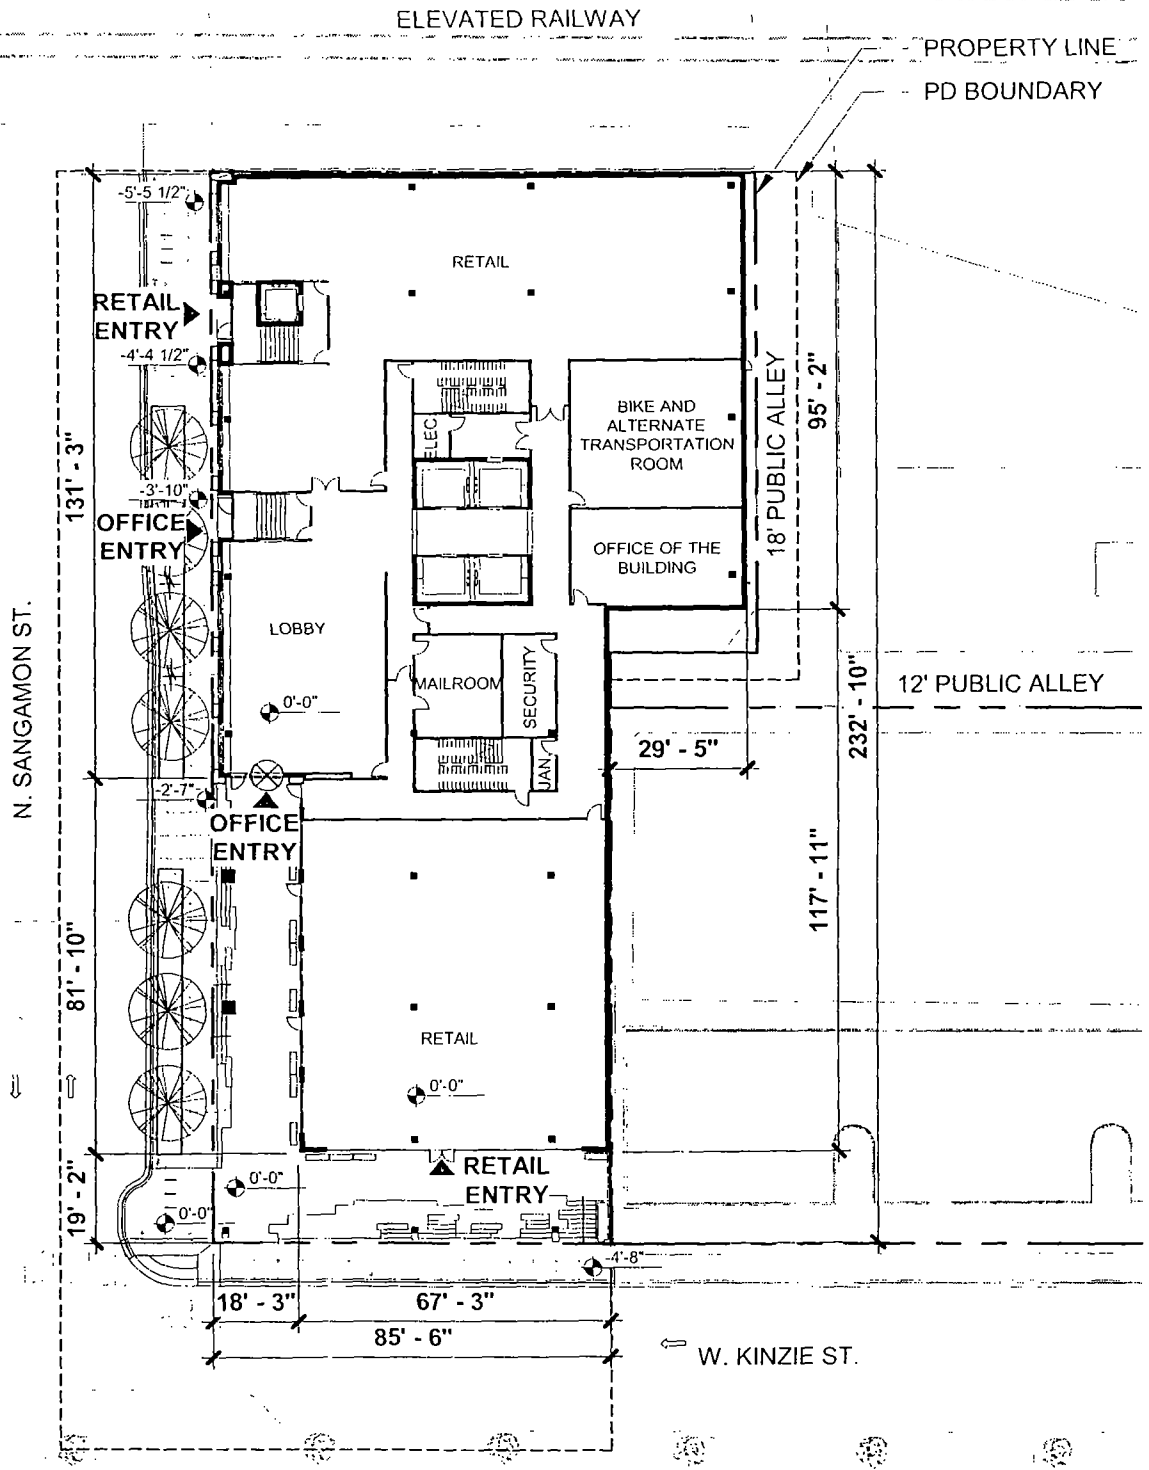 ELEVATED RAILWAY
PROPERTY LINE
PD BOUNDARY
-5'-5 1/2"
RETAIL
RETAIL
ENTRY
-4'-4 1/2"
131' - 3"
18' PUBLIC ALLEY
95' - 2"
BIKE AND
ALTERNATE
TRANSPORTATION
ROOM
ELEC
-3'-10"
OFFICE
ENTRY
OFFICE OF THE
BUILDING
N. SANGAMON ST.
LOBBY
MAILROOM
SECURITY
12' PUBLIC ALLEY
232' - 10"
0'-0"
29' - 5"
JAN.
-2'-7"
OFFICE
ENTRY
117' - 11"
81' - 10"
RETAIL
0'-0"
RETAIL
ENTRY
19' - 2"
0'-0"
0'-0"
-4'-8"
18' - 3"
67' - 3"
85' - 6"
W. KINZIE ST.